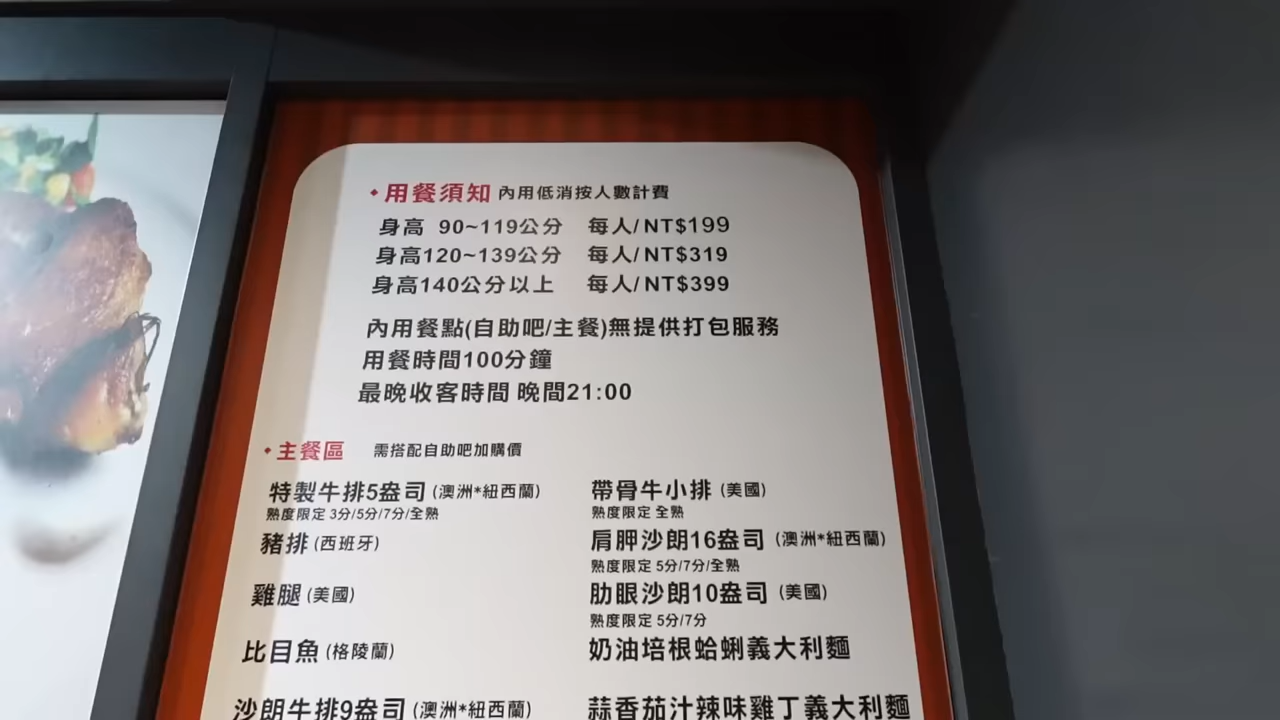 ◆用餐須知 內用低消按人數計費
身高 90~119公分 每人/NT$199
身高120~139公分 每人/NT$319
身高140公分以上 每人/NT$399
內用餐點(自助吧/主餐)無提供打包服務
用餐時間100分鐘
最晚收客時間 晚間21:00
◆主餐區 需搭配自助吧加購價
特製牛排5盎司(澳洲*紐西蘭)
熟度限定 3分/5分/7分/全熟
豬排(西班牙)
雞腿(美國)
比目魚(格陵蘭)
沙朗牛排9盎司(澳洲*紐西蘭)
帶骨牛小排(美國)
熟度限定 全熟
肩胛沙朗16盎司(澳洲*紐西蘭)
熟度限定 5分/7分/全熟
肋眼沙朗10盎司(美國)
熟度限定 5分/7分
奶油培根蛤蜊義大利麵
蒜香茄汁辣味雞丁義大利麵